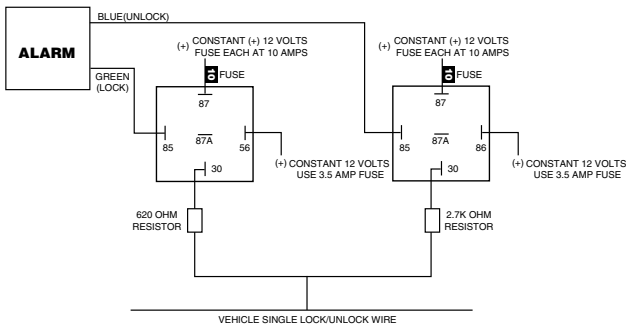 BLUE(UNLOCK)
ALARM
GREEN
(LOCK)
(+) CONSTANT (+) 12 VOLTS
FUSE EACH AT 10 AMPS
10 FUSE
87
87A
85
56
30
(+) CONSTANT 12 VOLTS
USE 3.5 AMP FUSE
620 OHM
RESISTOR
(+) CONSTANT (+) 12 VOLTS
FUSE EACH AT 10 AMPS
10 FUSE
87
87A
85
86
30
(+) CONSTANT 12 VOLTS
USE 3.5 AMP FUSE
2.7K OHM
RESISTOR
VEHICLE SINGLE LOCK/UNLOCK WIRE